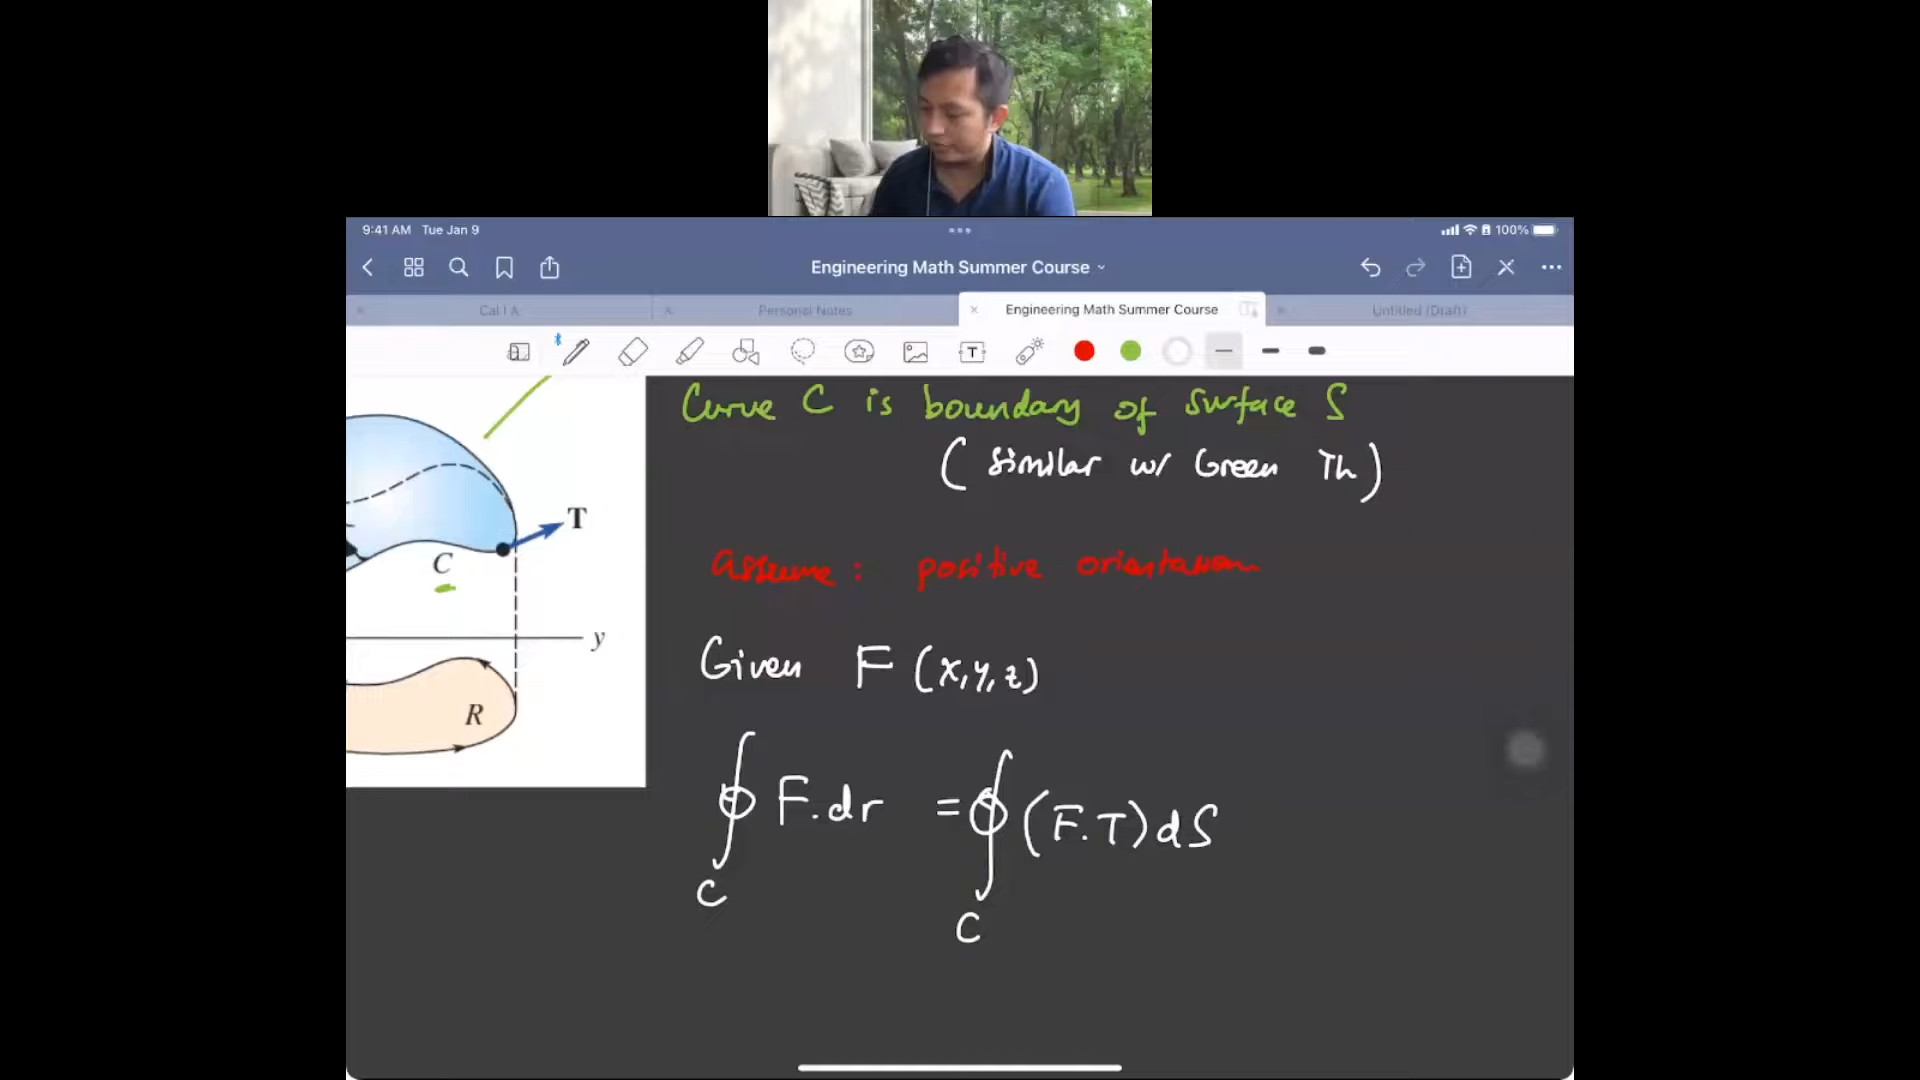 9:41 AM Tue Jan 9
100%
Engineering Math Summer Course
Cal I A
Personal Notes
Engineering Math Summer Course
Untitled (Draft)
T
Curve C is boundary of surface S
(similar w/ Green Th)
T
C
assume: positive orientation
y
Given F (x,y,z)
R
∮ F.dr = ∮ (F.T) dS
C C